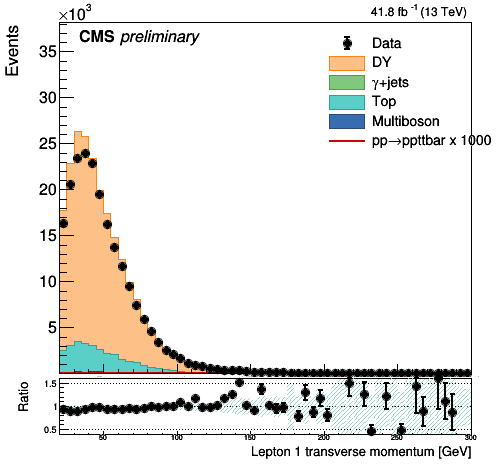 ×10³
41.8 fb⁻¹ (13 TeV)
CMS preliminary
Events
35
30
25
20
15
10
5
Data
DY
γ+jets
Top
Multiboson
pp→ppttbar x 1000
Ratio
1.5
1
0.5
50 100 150 200 250 300
Lepton 1 transverse momentum [GeV]